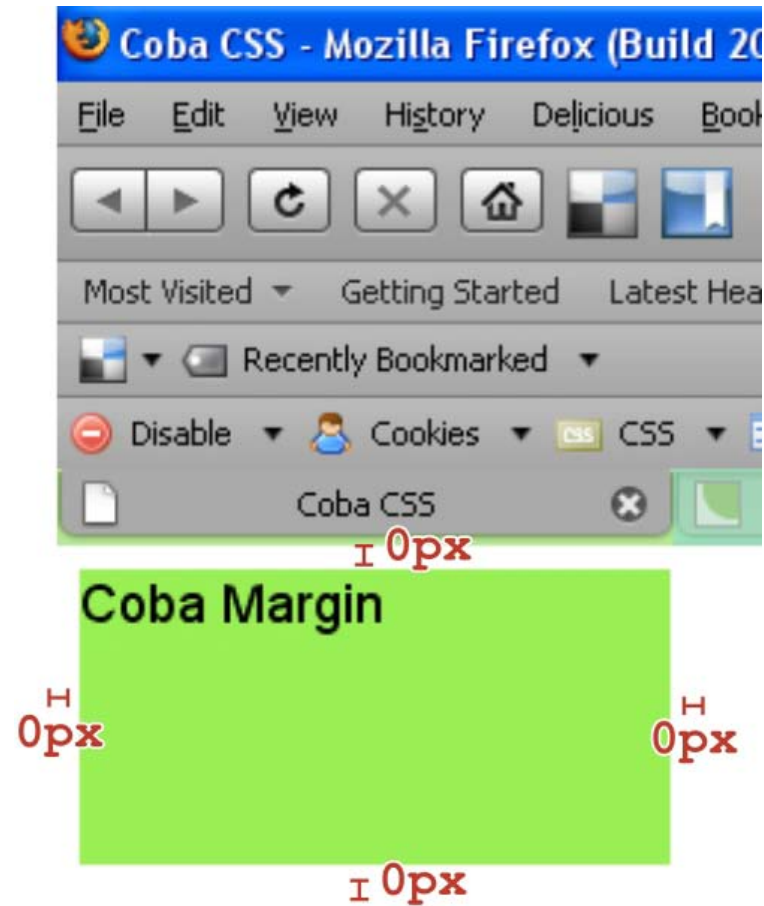 Coba CSS - Mozilla Firefox (Build 20
File Edit View History Delicious Book
Most Visited Getting Started Latest Hea
Recently Bookmarked
Disable Cookies CSS CSS
Coba CSS
0px
Coba Margin
0px 0px
0px